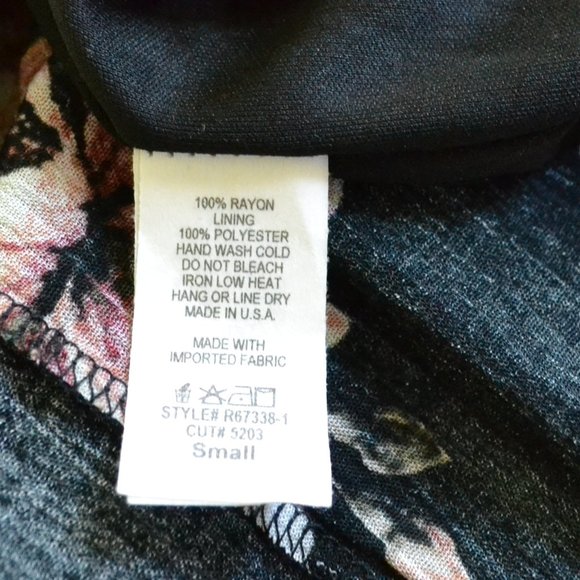 100% RAYON
LINING
100% POLYESTER
HAND WASH COLD
DO NOT BLEACH
IRON LOW HEAT
HANG OR LINE DRY
MADE IN U.S.A.
MADE WITH
IMPORTED FABRIC
STYLE# R67338-1
CUT# 5203
Small